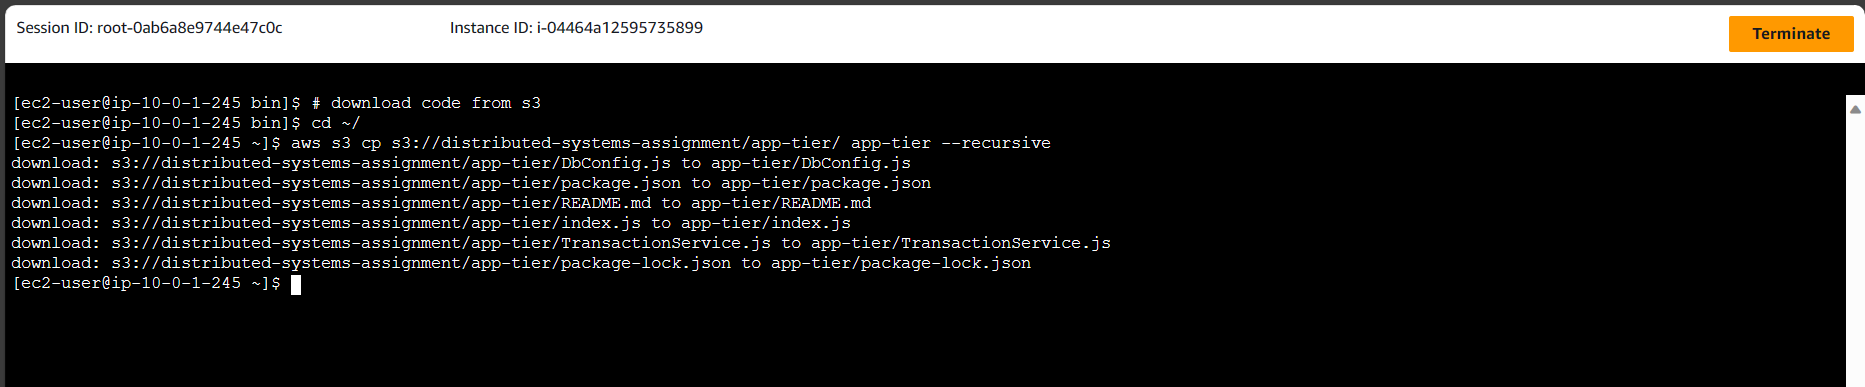 Session ID: root-0ab6a8e9744e47c0c Instance ID: i-04464a12595735899 Terminate
[ec2-user@ip-10-0-1-245 bin]$ # download code from s3
[ec2-user@ip-10-0-1-245 bin]$ cd ~/
[ec2-user@ip-10-0-1-245 ~]$ aws s3 cp s3://distributed-systems-assignment/app-tier/ app-tier --recursive
download: s3://distributed-systems-assignment/app-tier/DbConfig.js to app-tier/DbConfig.js
download: s3://distributed-systems-assignment/app-tier/package.json to app-tier/package.json
download: s3://distributed-systems-assignment/app-tier/README.md to app-tier/README.md
download: s3://distributed-systems-assignment/app-tier/index.js to app-tier/index.js
download: s3://distributed-systems-assignment/app-tier/TransactionService.js to app-tier/TransactionService.js
download: s3://distributed-systems-assignment/app-tier/package-lock.json to app-tier/package-lock.json
[ec2-user@ip-10-0-1-245 ~]$